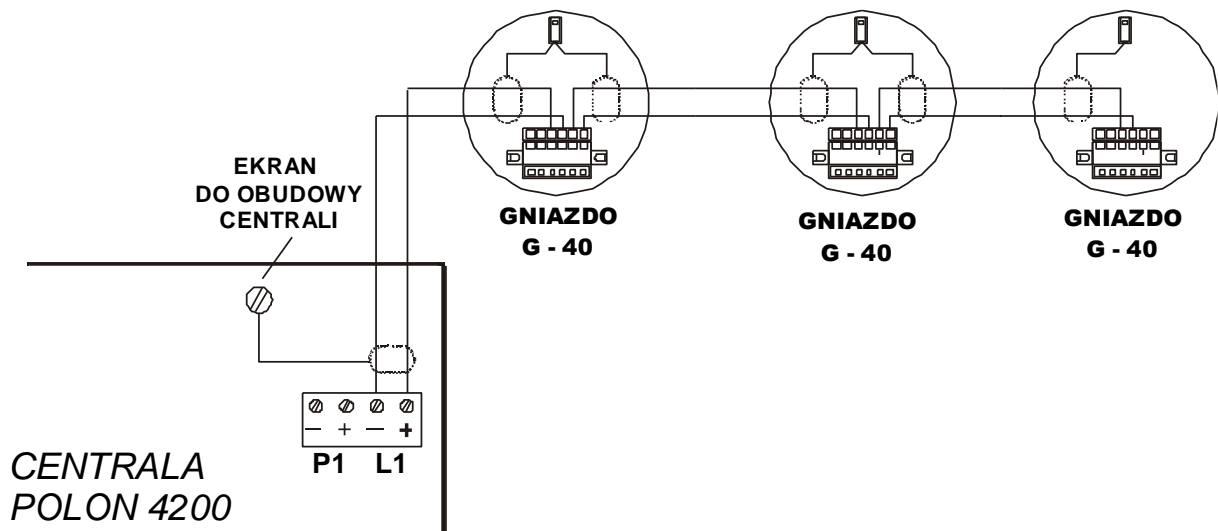 EKRAN
DO OBUDOWY
CENTRALI
GNIAZDO
G - 40
GNIAZDO
G - 40
GNIAZDO
G - 40
– + – +
P1 L1
CENTRALA
POLON 4200